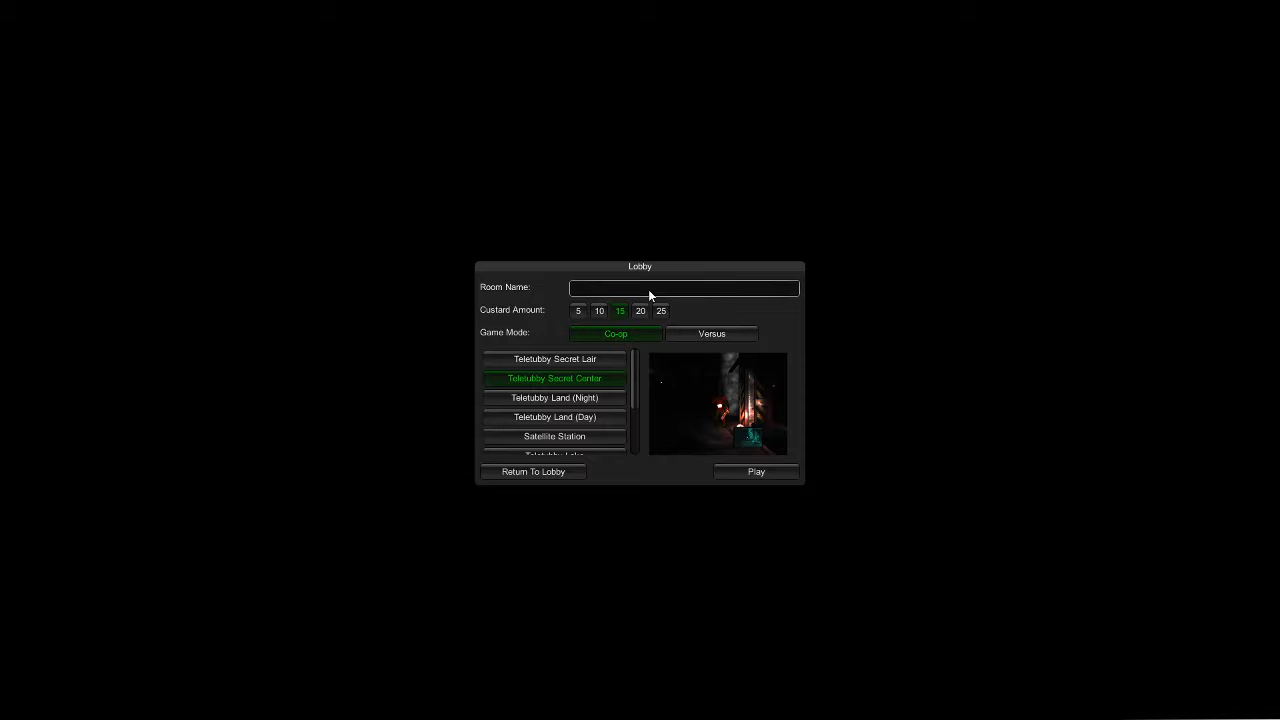 Lobby
Room Name:
Custard Amount: 5 10 15 20 25
Game Mode: Co-op Versus
Teletubby Secret Lair
Teletubby Secret Center
Teletubby Land (Night)
Teletubby Land (Day)
Satellite Station
Return To Lobby Play